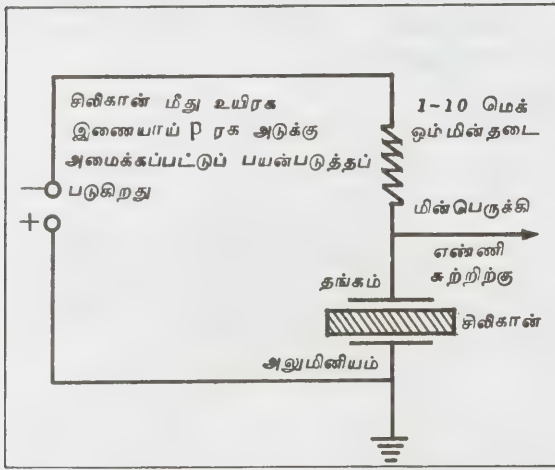 சிலிகான் மீது உயிரக
இணையாய் p ரக அடுக்கு
அமைக்கப்பட்டுப் பயன்படுத்தப்
படுகிறது
−
+
1-10 மெக்
ஓம்மின்தடை
மின்பெருக்கி
எண்ணி
சுற்றிற்கு
தங்கம்
சிலிகான்
அலுமினியம்